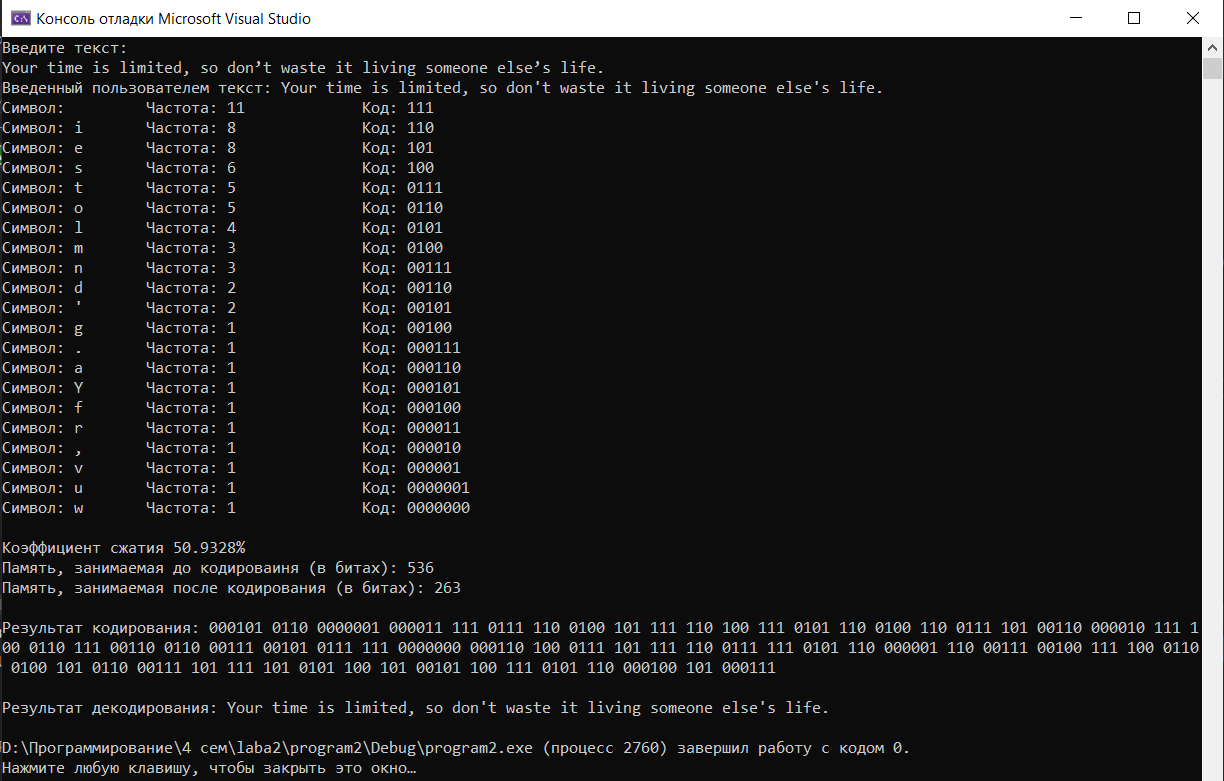 Консоль отладки Microsoft Visual Studio
Введите текст:
Your time is limited, so don’t waste it living someone else’s life.
Введенный пользователем текст: Your time is limited, so don't waste it living someone else's life.
Символ:   Частота: 11   Код: 111
Символ: i   Частота: 8   Код: 110
Символ: e   Частота: 8   Код: 101
Символ: s   Частота: 6   Код: 100
Символ: t   Частота: 5   Код: 0111
Символ: o   Частота: 5   Код: 0110
Символ: l   Частота: 4   Код: 0101
Символ: m   Частота: 3   Код: 0100
Символ: n   Частота: 3   Код: 00111
Символ: d   Частота: 2   Код: 00110
Символ: '   Частота: 2   Код: 00101
Символ: g   Частота: 1   Код: 00100
Символ: .   Частота: 1   Код: 000111
Символ: a   Частота: 1   Код: 000110
Символ: Y   Частота: 1   Код: 000101
Символ: f   Частота: 1   Код: 000100
Символ: r   Частота: 1   Код: 000011
Символ: ,   Частота: 1   Код: 000010
Символ: v   Частота: 1   Код: 000001
Символ: u   Частота: 1   Код: 0000001
Символ: w   Частота: 1   Код: 0000000
Коэффициент сжатия 50.9328%
Память, занимаемая до кодироваиня (в битах): 536
Память, занимаемая после кодирования (в битах): 263
Результат кодирования: 000101 0110 0000001 000011 111 0111 110 0100 101 111 110 100 111 0101 110 0100 110 0111 101 00110 000010 111 1
00 0110 111 00110 0110 00111 00101 0111 111 0000000 000110 100 0111 101 111 110 0111 111 0101 110 000001 110 00111 00100 111 100 0110
0100 101 0110 00111 101 111 101 0101 100 101 00101 100 111 0101 110 000100 101 000111
Результат декодирования: Your time is limited, so don't waste it living someone else's life.
D:\Программирование\4 сем\laba2\program2\Debug\program2.exe (процесс 2760) завершил работу с кодом 0.
Нажмите любую клавишу, чтобы закрыть это окно…